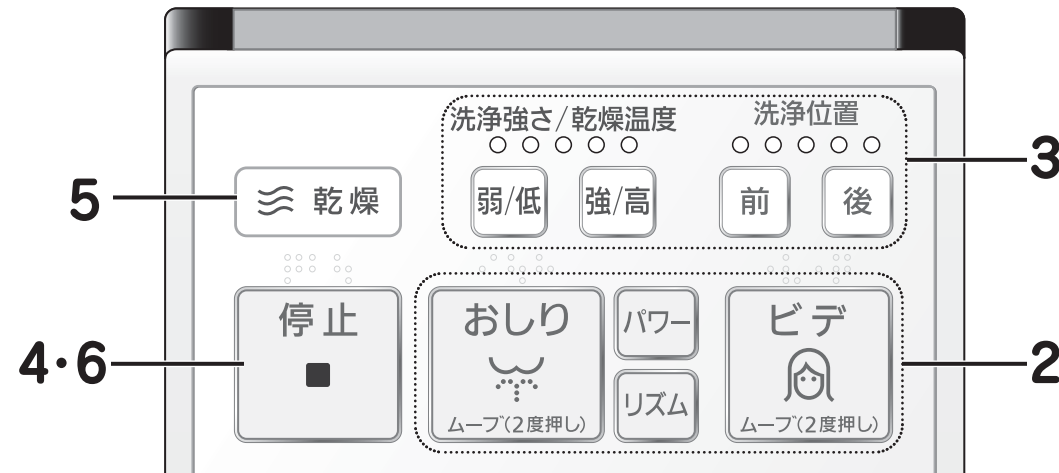 洗浄強さ/乾燥温度
洗浄位置
3
5
乾燥
弱/低
強/高
前
後
停止
おしり
パワー
ビデ
4・6
2
リズム
ムーブ(2度押し)
ムーブ(2度押し)